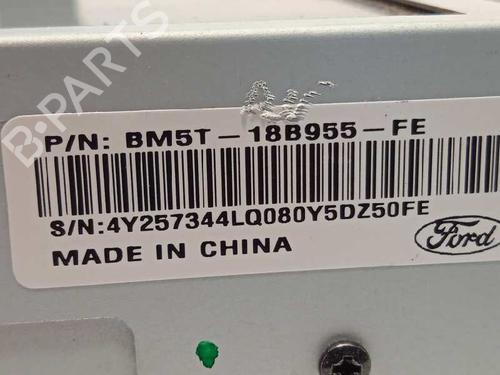 B-PARTS
P/N: BM5T-18B955-FE
S/N:4Y257344LQ080Y5DZ50FE
Ford
MADE IN CHINA